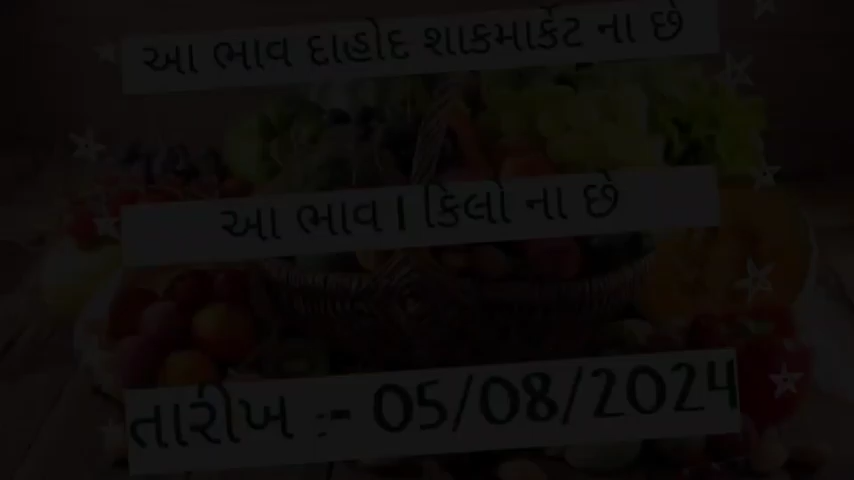 આ ભાવ દાહોદ શાકમાર્કેટ ના છે
આ ભાવ 1 કિલો ના છે
તારીખ :- 05/08/2024